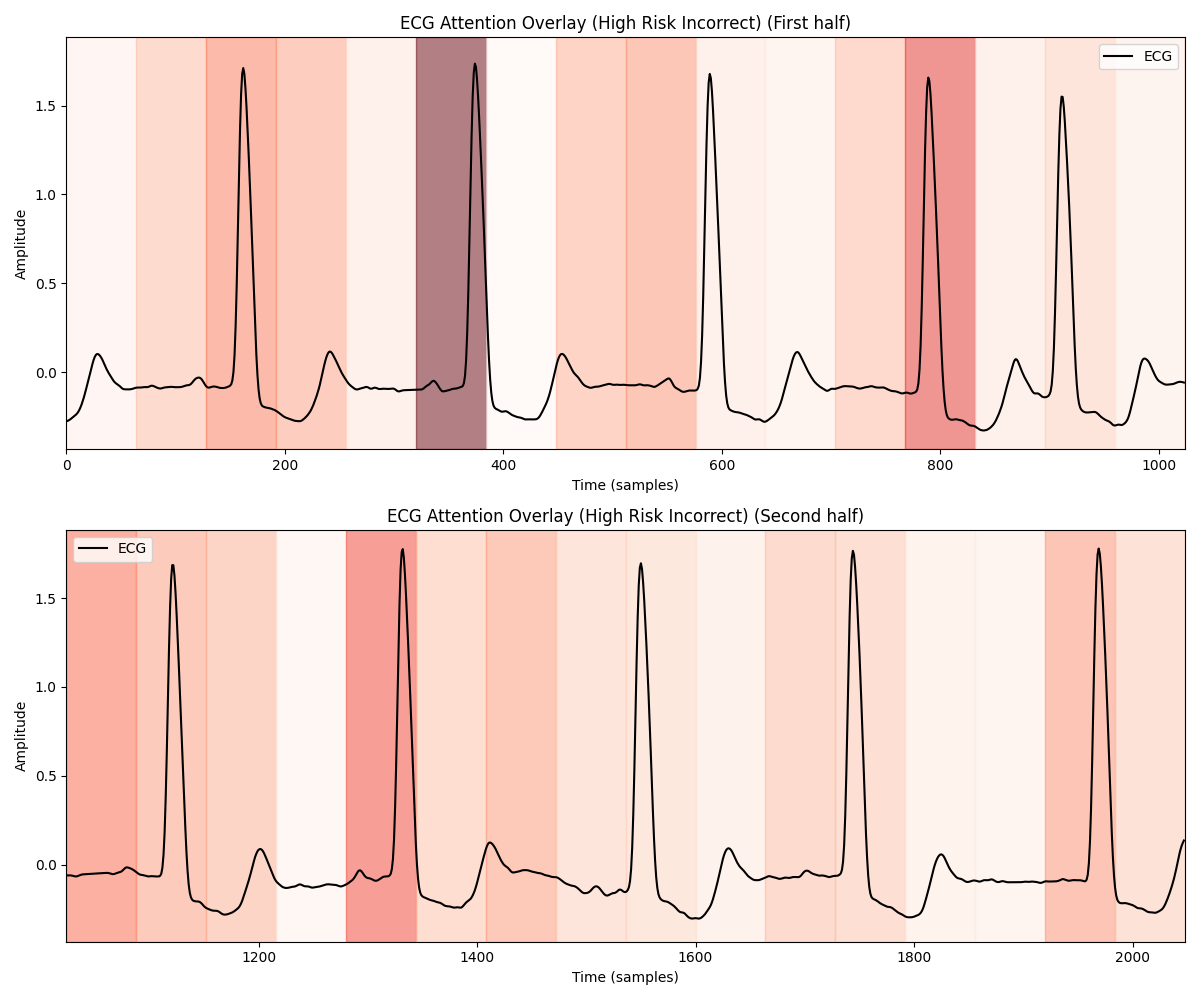 ECG Attention Overlay (High Risk Incorrect) (First half)
ECG
Amplitude
1.5
1.0
0.5
0.0
0 200 400 600 800 1000
Time (samples)
ECG Attention Overlay (High Risk Incorrect) (Second half)
ECG
Amplitude
1.5
1.0
0.5
0.0
1200 1400 1600 1800 2000
Time (samples)